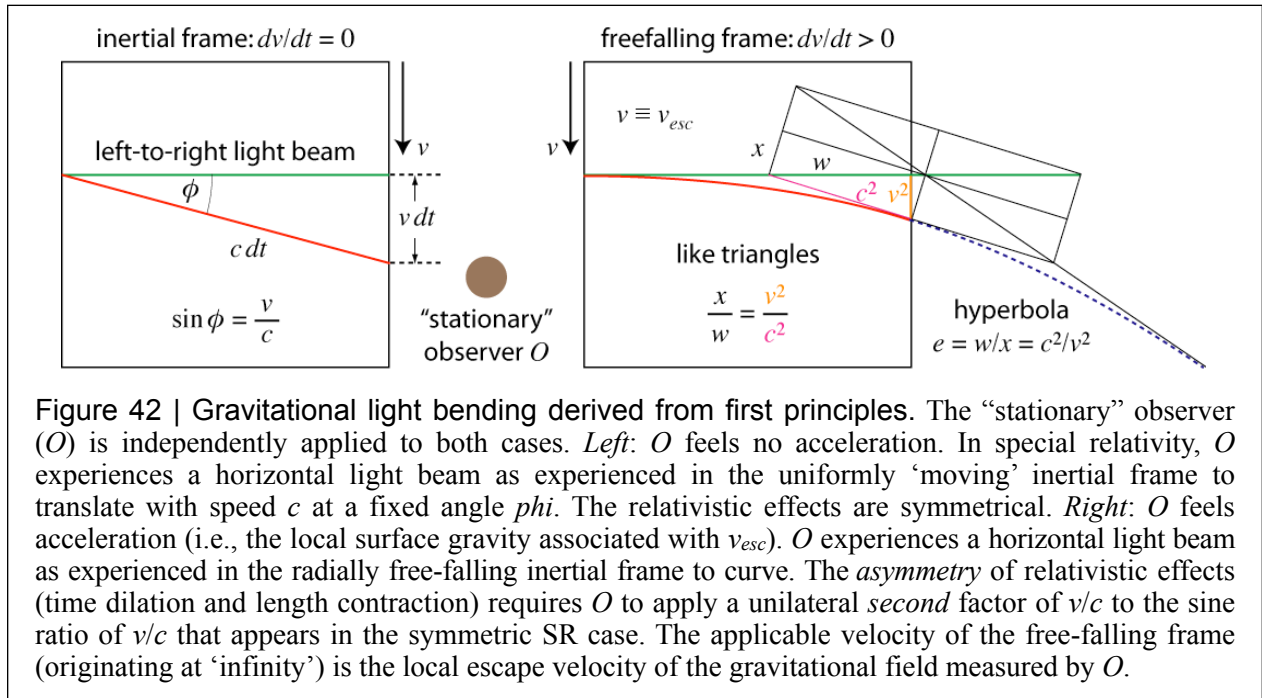 inertial frame: dv/dt = 0
freefalling frame: dv/dt > 0
v ≡ v_esc
left-to-right light beam
v
v
x
w
ϕ
v dt
c² v²
c dt
like triangles
sin ϕ = v/c
"stationary"
observer O
x/w = v²/c²
hyperbola
e = w/x = c²/v²
Figure 42 | Gravitational light bending derived from first principles. The “stationary” observer
(O) is independently applied to both cases. Left: O feels no acceleration. In special relativity, O
experiences a horizontal light beam as experienced in the uniformly ‘moving’ inertial frame to
translate with speed c at a fixed angle phi. The relativistic effects are symmetrical. Right: O feels
acceleration (i.e., the local surface gravity associated with v_esc). O experiences a horizontal light beam
as experienced in the radially free-falling inertial frame to curve. The asymmetry of relativistic effects
(time dilation and length contraction) requires O to apply a unilateral second factor of v/c to the sine
ratio of v/c that appears in the symmetric SR case. The applicable velocity of the free-falling frame
(originating at ‘infinity’) is the local escape velocity of the gravitational field measured by O.